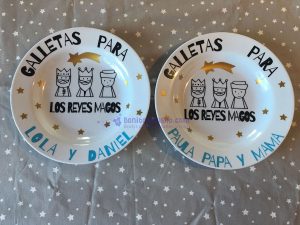 GALLETAS PARA
LOS REYES MAGOS
LOLA Y DANIEL
GALLETAS PARA
LOS REYES MAGOS
PAULA PAPA Y MAMA